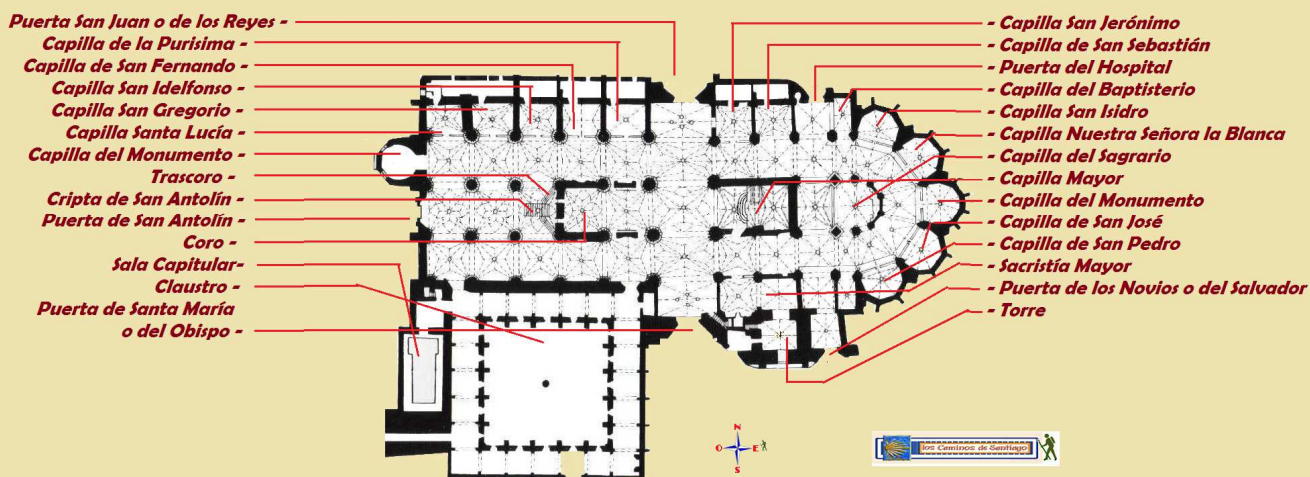 Puerta San Juan o de los Reyes -
Capilla de la Purisima -
Capilla de San Fernando -
Capilla San Idelfonso -
Capilla San Gregorio -
Capilla Santa Lucía -
Capilla del Monumento -
Trascoro -
Cripta de San Antolín -
Puerta de San Antolín -
Coro -
Sala Capitular-
Claustro -
Puerta de Santa María
o del Obispo -
- Capilla San Jerónimo
- Capilla de San Sebastián
- Puerta del Hospital
- Capilla del Baptisterio
- Capilla San Isidro
- Capilla Nuestra Señora la Blanca
- Capilla del Sagrario
- Capilla Mayor
- Capilla del Monumento
- Capilla de San José
- Capilla de San Pedro
- Sacristía Mayor
- Puerta de los Novios o del Salvador
- Torre
N
O E
S
los Caminos de Santiago